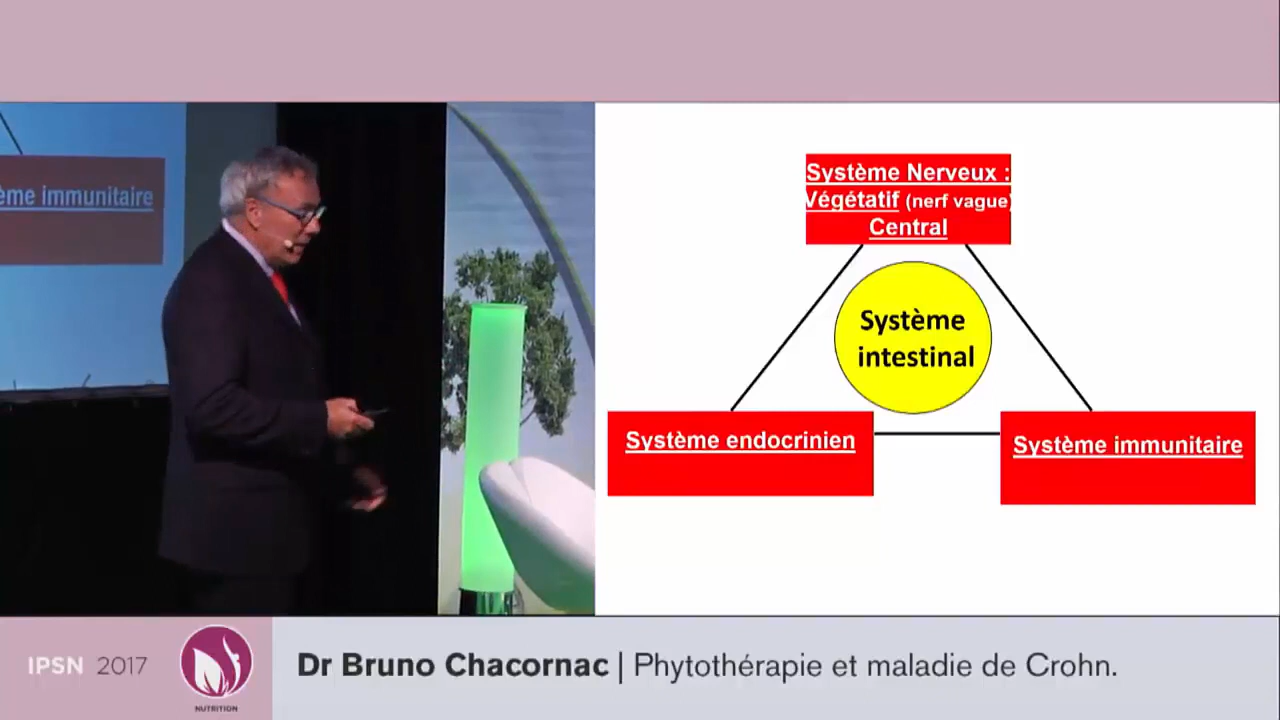 ème immunitaire
Système Nerveux :
Végétatif (nerf vague)
Central
Système
intestinal
Système endocrinien
Système immunitaire
IPSN 2017
NUTRITION
Dr Bruno Chacornac | Phytothérapie et maladie de Crohn.